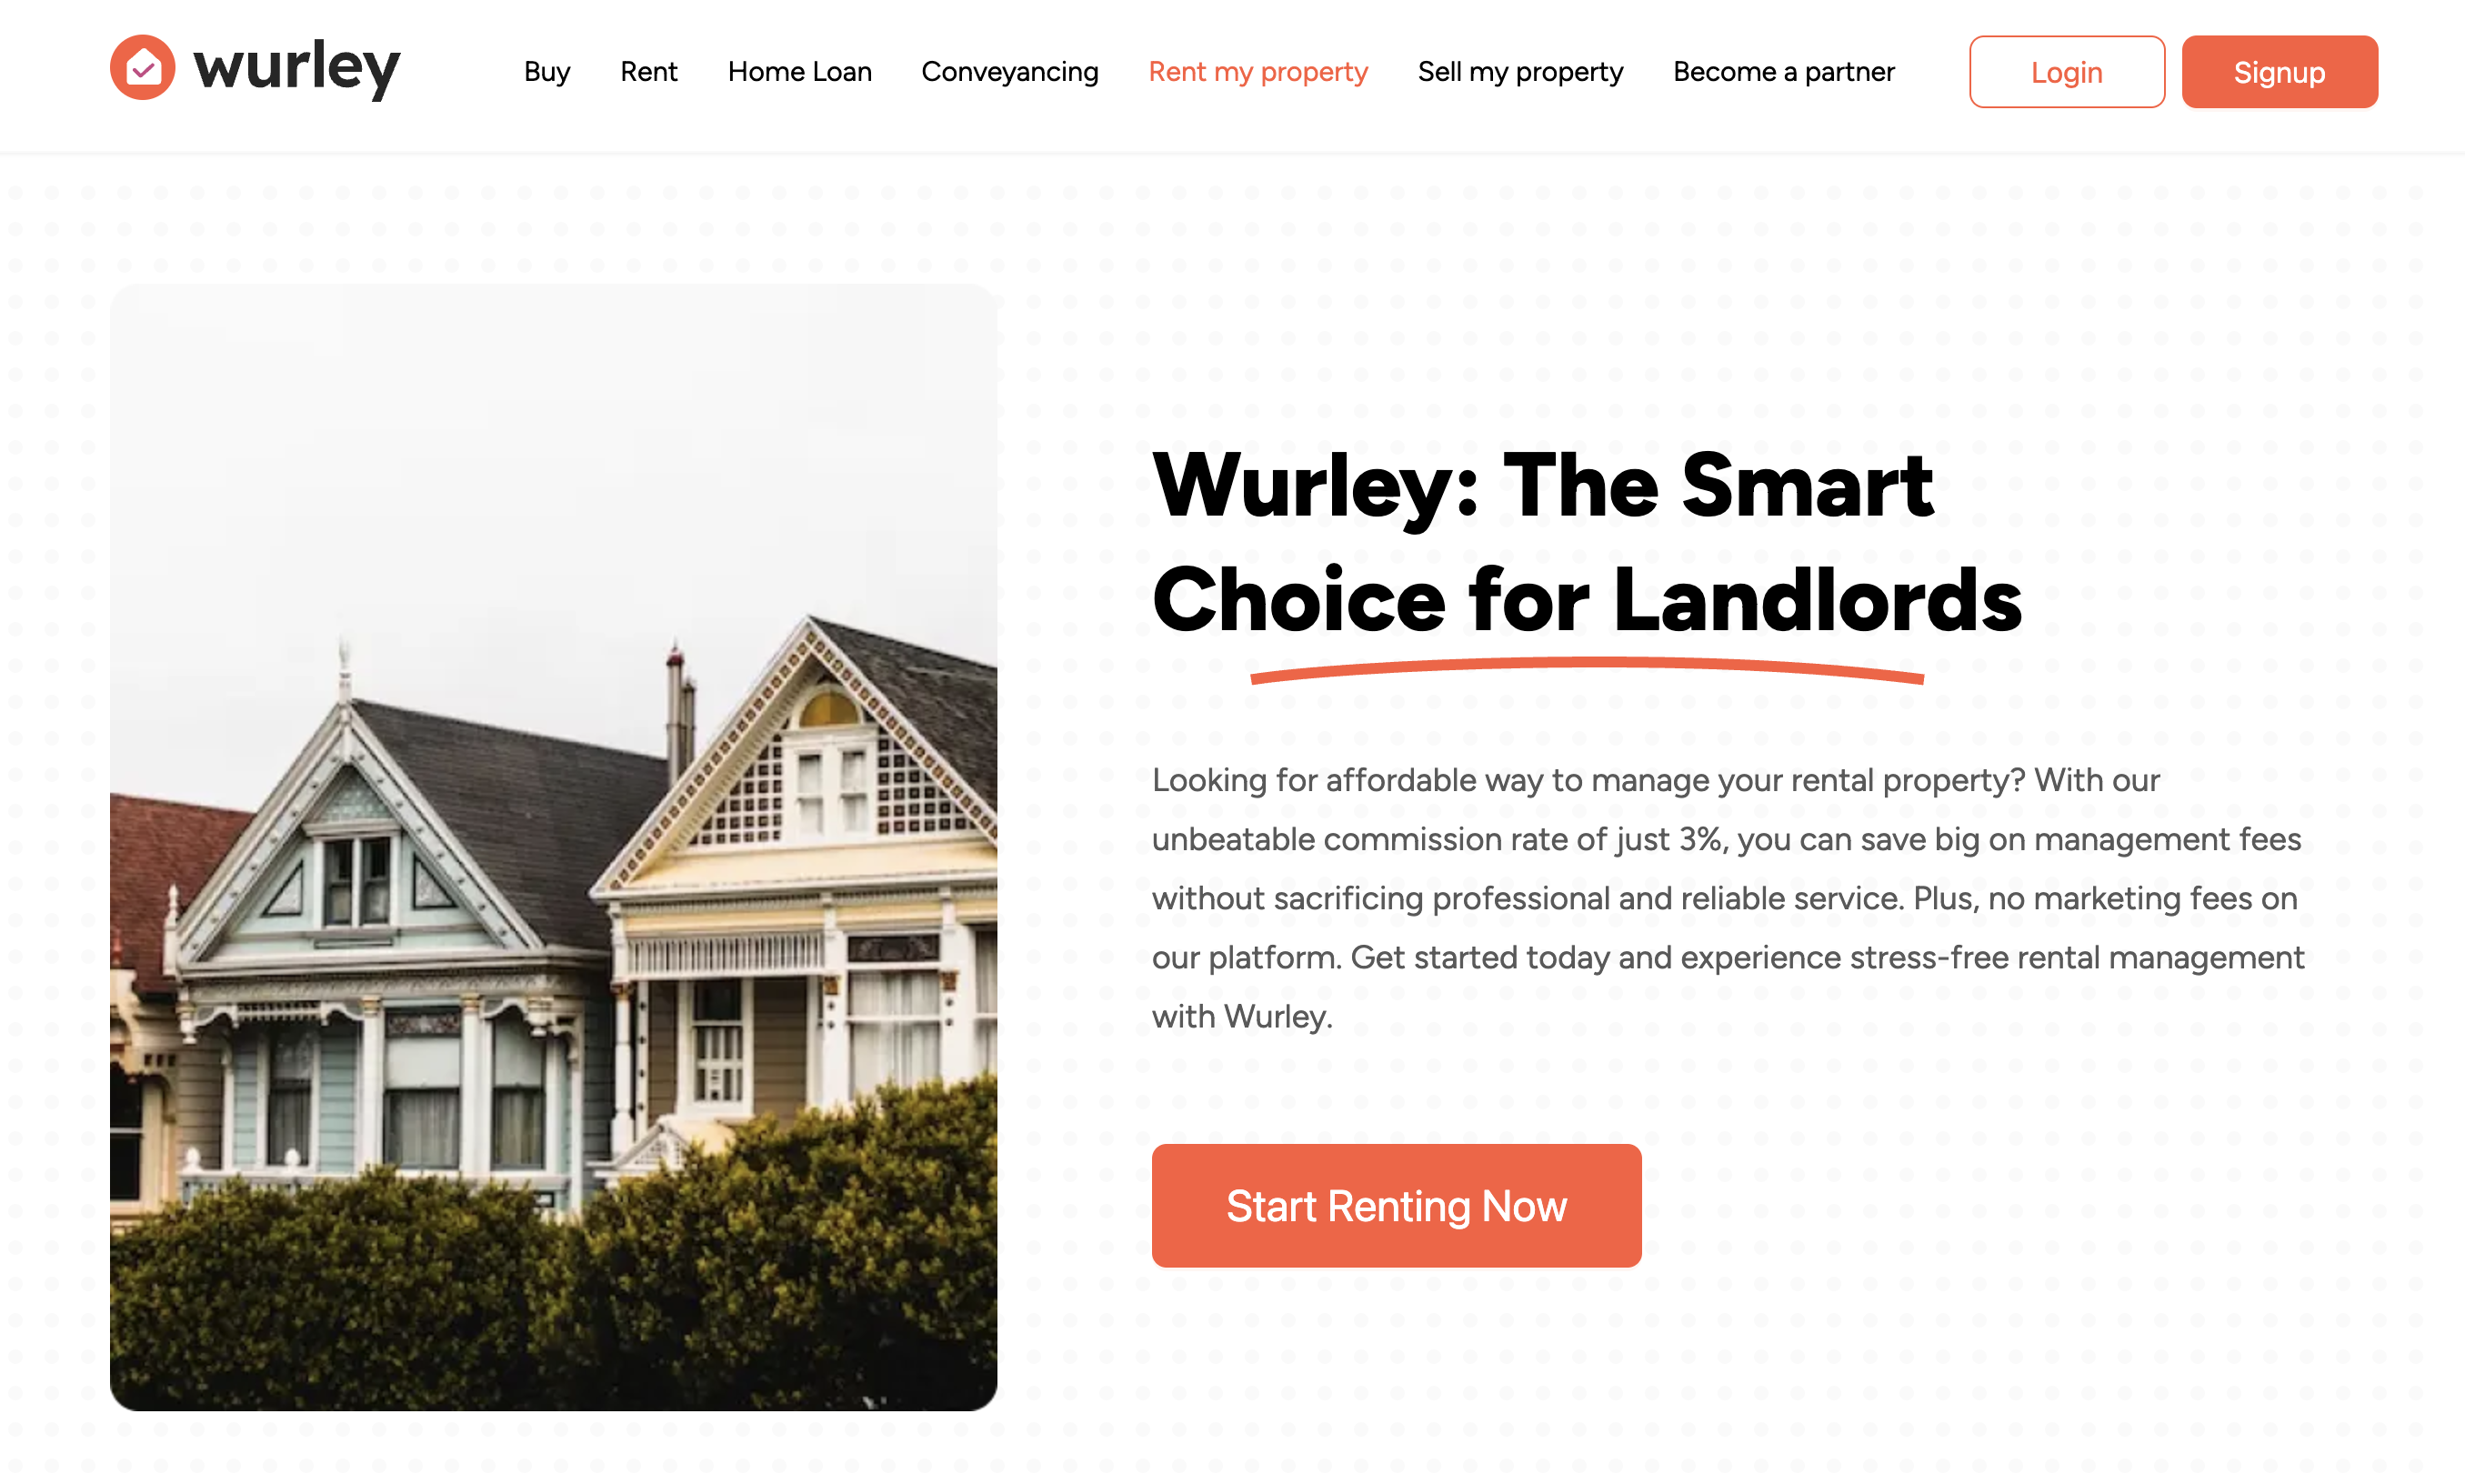 wurley
Buy
Rent
Home Loan
Conveyancing
Rent my property
Sell my property
Become a partner
Login
Signup
Wurley: The Smart
Choice for Landlords
Looking for affordable way to manage your rental property? With our
unbeatable commission rate of just 3%, you can save big on management fees
without sacrificing professional and reliable service. Plus, no marketing fees on
our platform. Get started today and experience stress-free rental management
with Wurley.
Start Renting Now